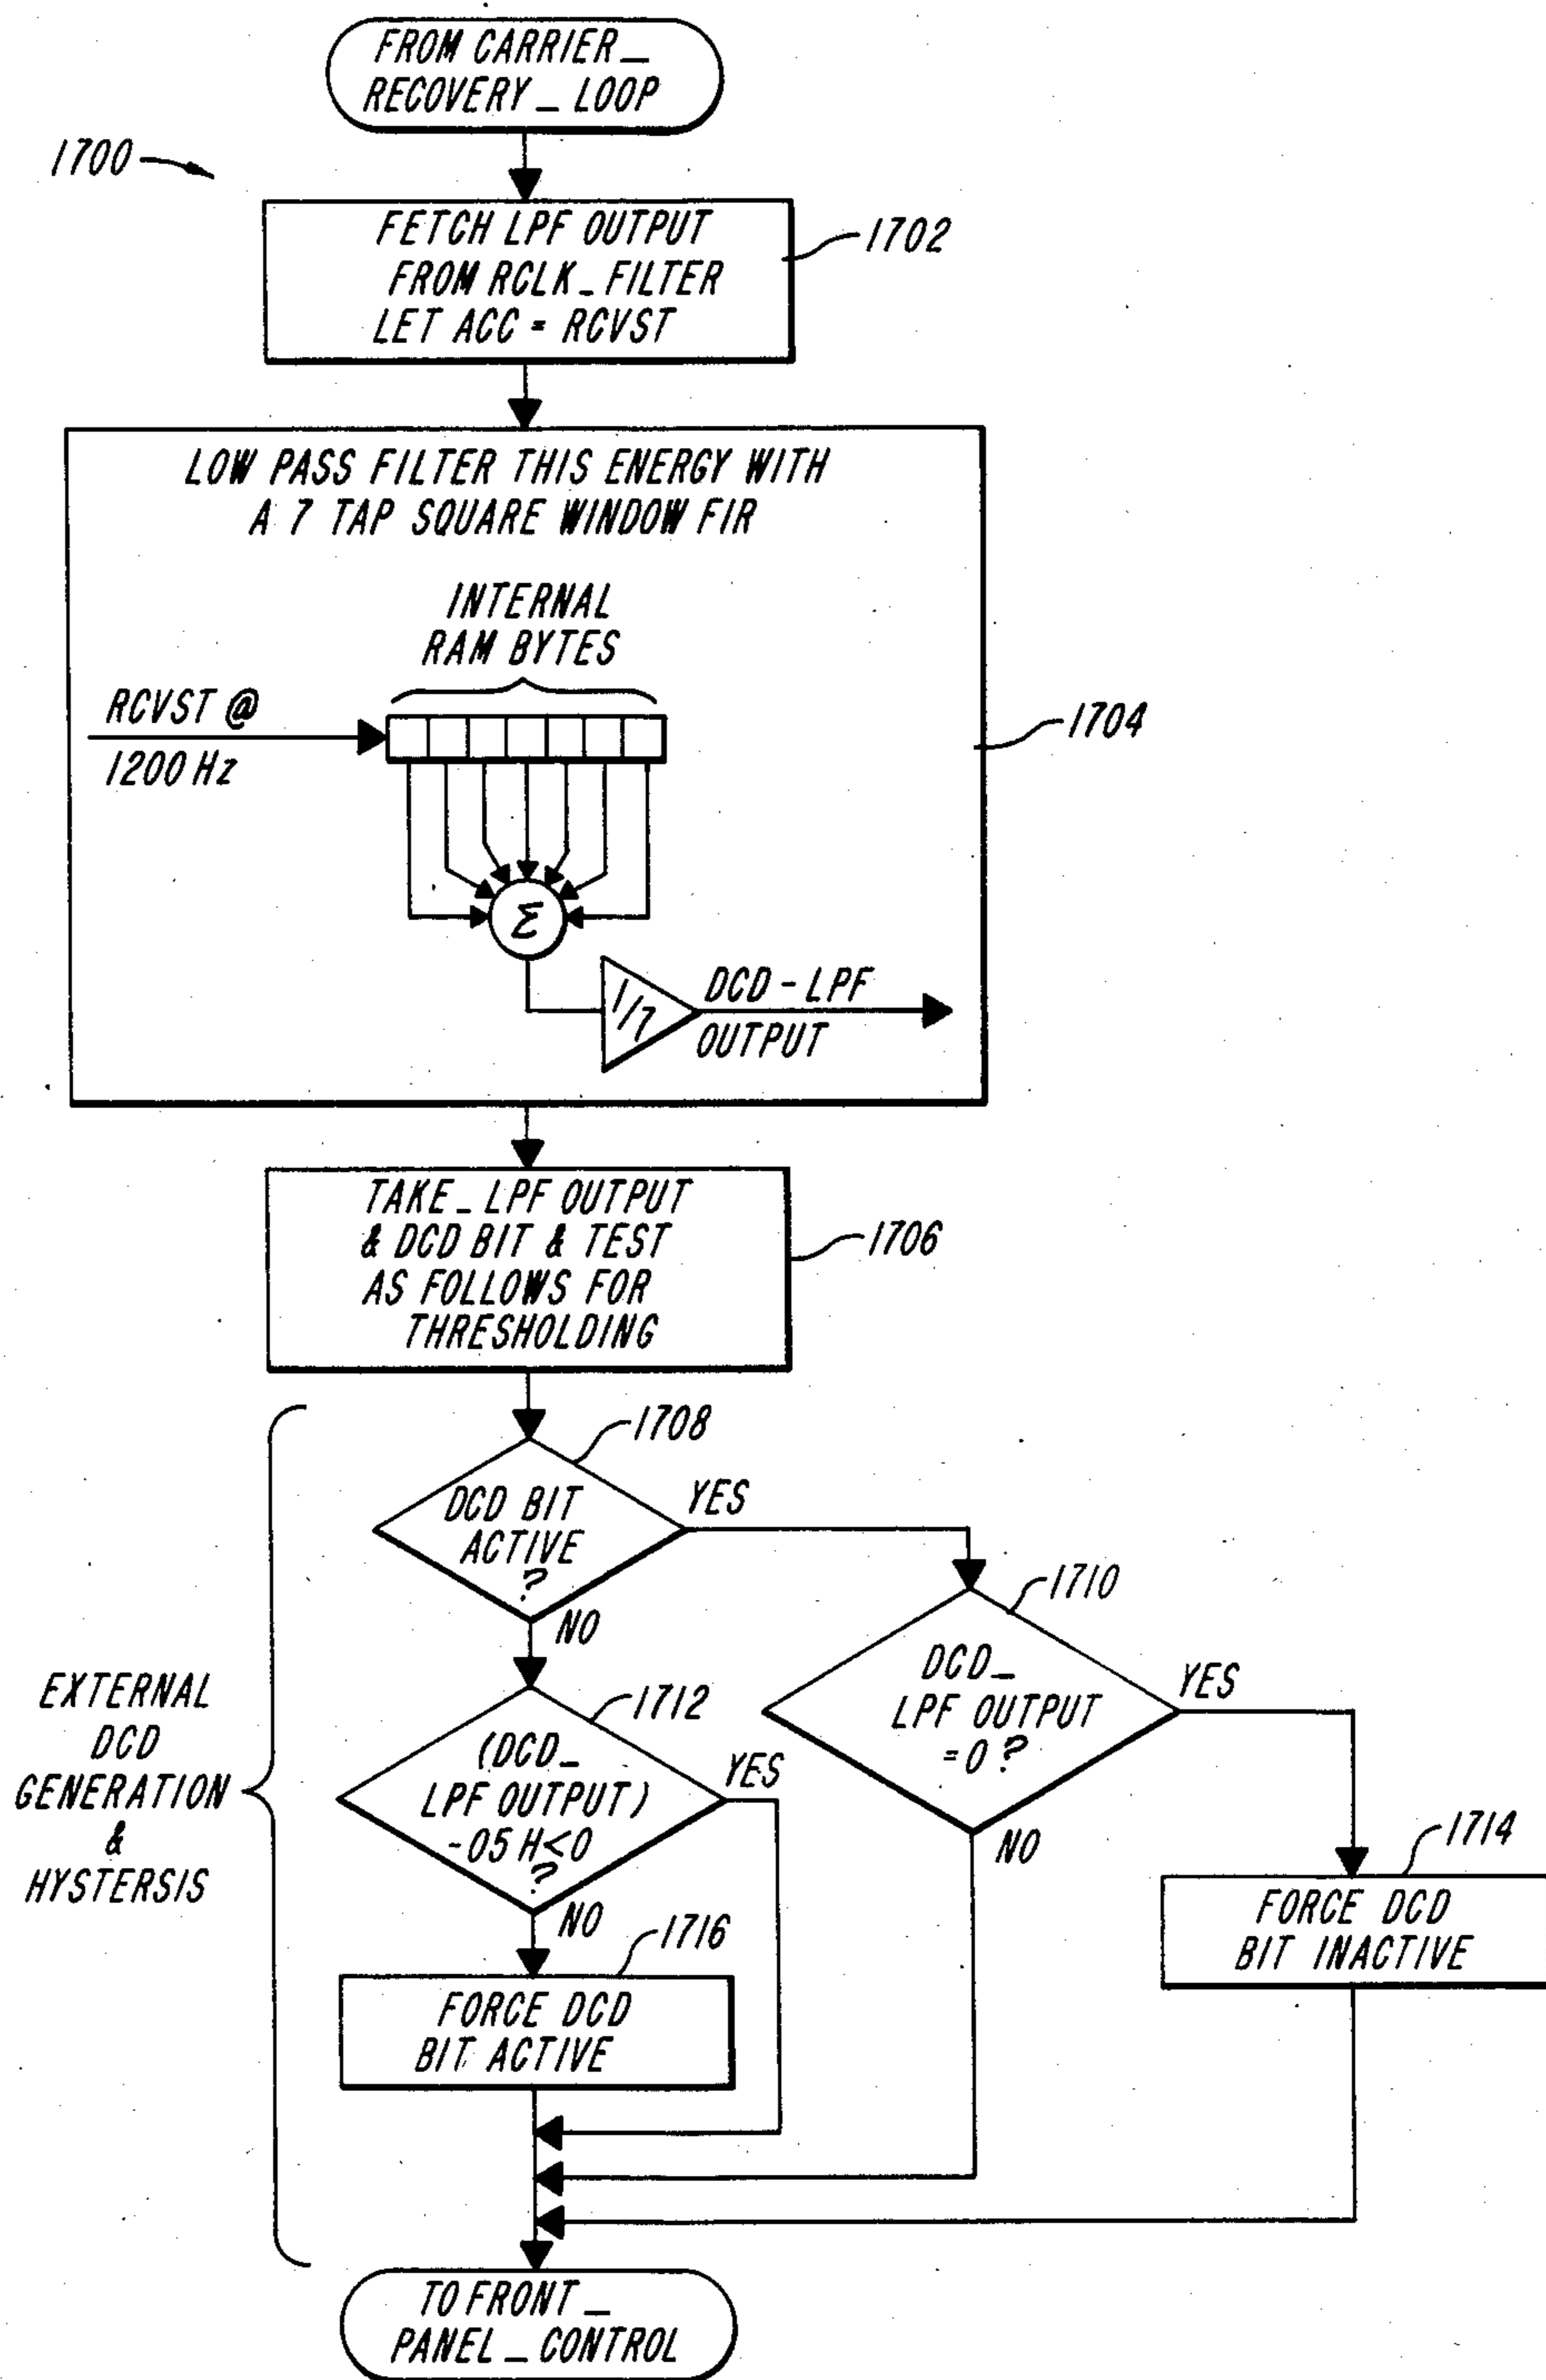 FROM CARRIER_
RECOVERY_LOOP
1700
FETCH LPF OUTPUT
FROM RCLK_FILTER
LET ACC = RCVST
1702
LOW PASS FILTER THIS ENERGY WITH
A 7 TAP SQUARE WINDOW FIR
INTERNAL
RAM BYTES
RCVST @
1200 Hz
1704
Σ
1/7
DCD-LPF
OUTPUT
TAKE_LPF OUTPUT
& DCD BIT & TEST
AS FOLLOWS FOR
THRESHOLDING
1706
1708
DCD BIT
ACTIVE
?
YES
NO
1710
DCD_
LPF OUTPUT
=0?
YES
NO
1712
(DCD_
LPF OUTPUT)
-05H<0
?
YES
NO
EXTERNAL
DCD
GENERATION
&
HYSTERSIS
1714
FORCE DCD
BIT INACTIVE
1716
FORCE DCD
BIT ACTIVE
TO FRONT_
PANEL_CONTROL